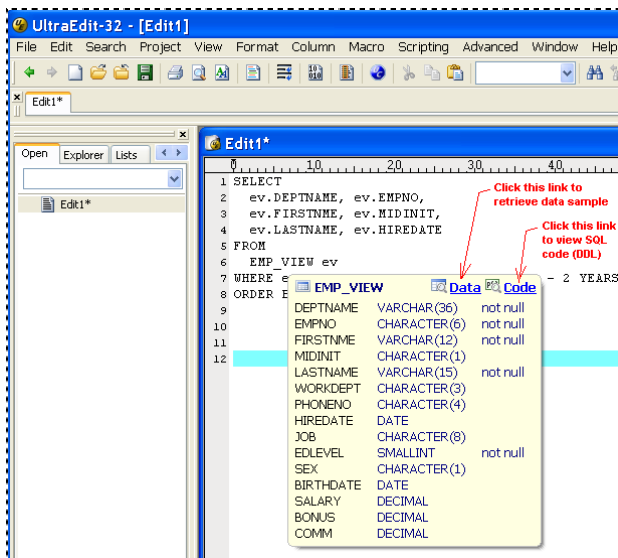 UltraEdit-32 - [Edit1]
File Edit Search Project View Format Column Macro Scripting Advanced Window Help
Edit1*
Open Explorer Lists
Edit1*
Edit1*
0 10 20 30 40
1 SELECT
2 ev.DEPTNAME, ev.EMPNO,
3 ev.FIRSTNME, ev.MIDINIT,
4 ev.LASTNAME, ev.HIREDATE
5 FROM
6 EMP_VIEW ev
7 WHERE e - 2 YEARS
8 ORDER B
9
10
11
12
Click this link to
retrieve data sample
Click this link
to view SQL
code (DDL)
EMP_VIEW Data Code
DEPTNAME VARCHAR(36) not null
EMPNO CHARACTER(6) not null
FIRSTNME VARCHAR(12) not null
MIDINIT CHARACTER(1)
LASTNAME VARCHAR(15) not null
WORKDEPT CHARACTER(3)
PHONENO CHARACTER(4)
HIREDATE DATE
JOB CHARACTER(8)
EDLEVEL SMALLINT not null
SEX CHARACTER(1)
BIRTHDATE DATE
SALARY DECIMAL
BONUS DECIMAL
COMM DECIMAL